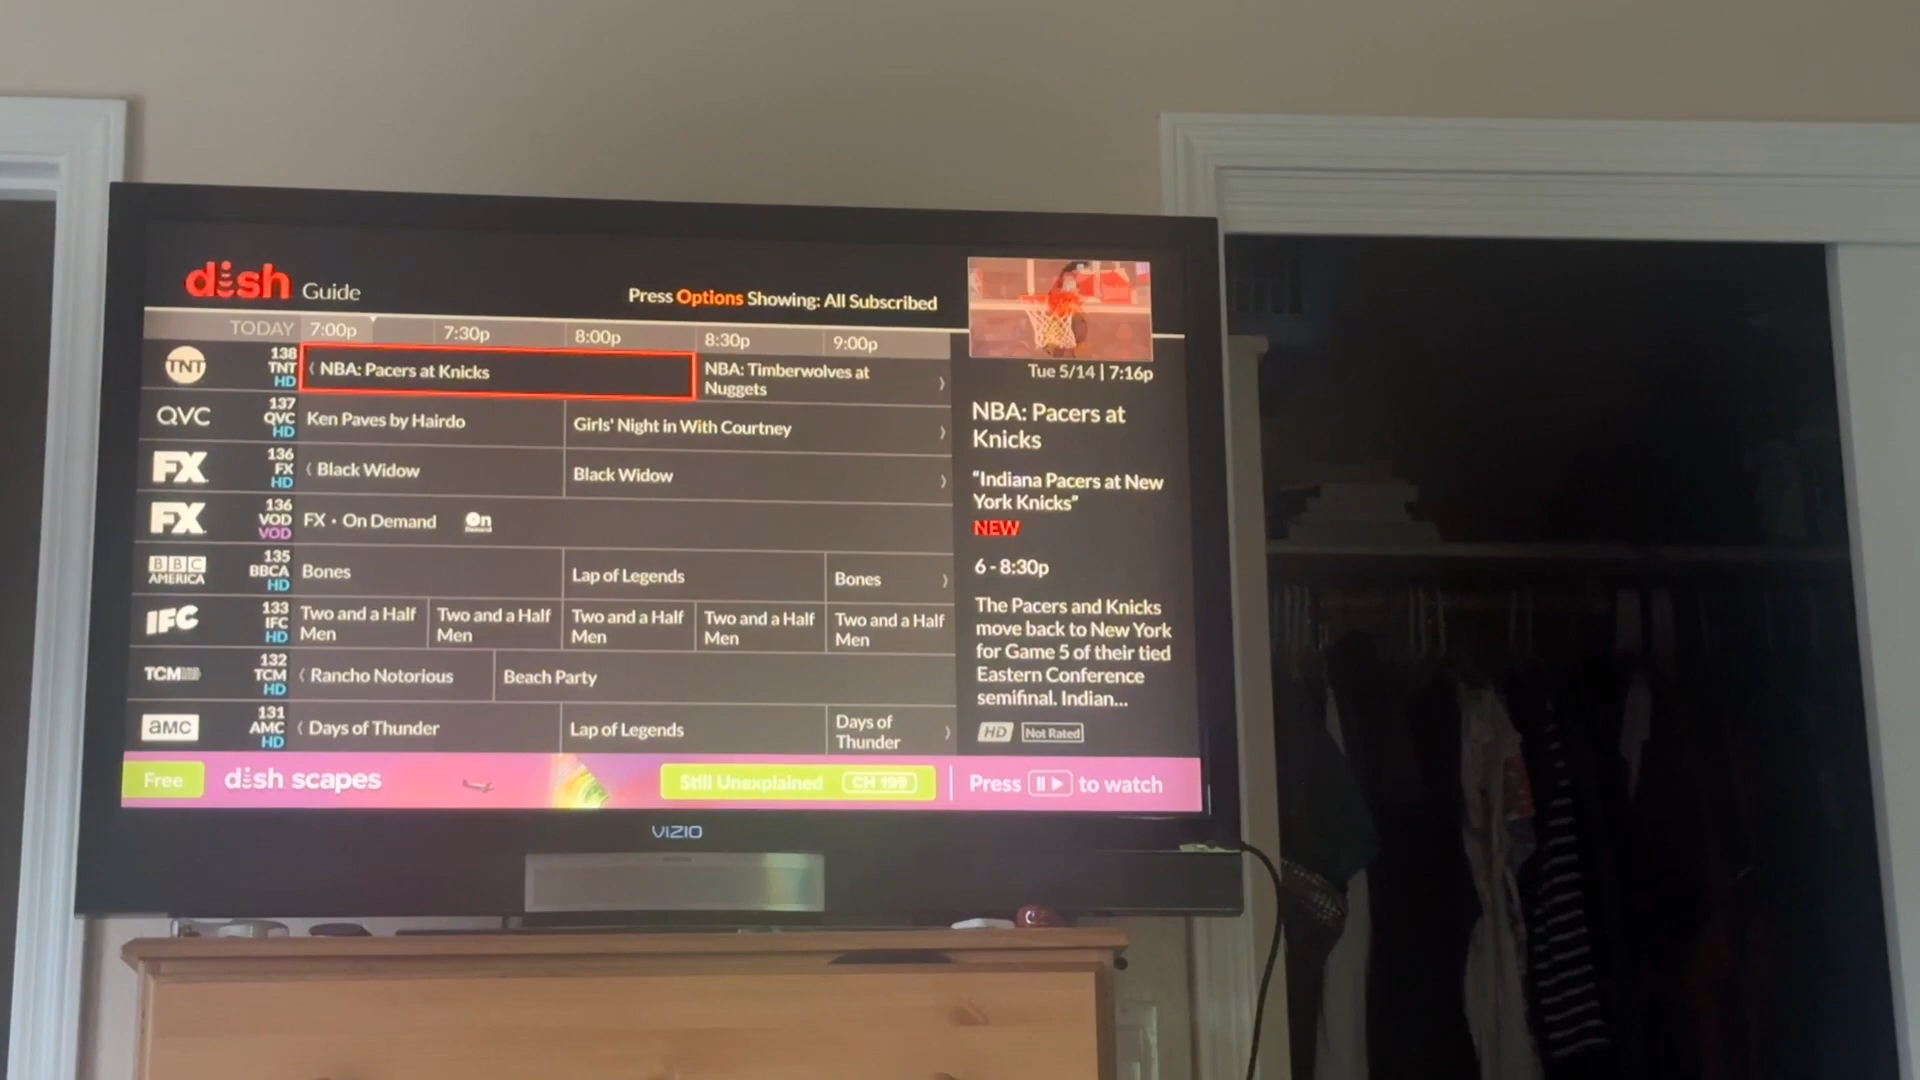 dish Guide
Press Options Showing: All Subscribed
TODAY 7:00p 7:30p 8:00p 8:30p 9:00p
TNT 138 TNT HD NBA: Pacers at Knicks NBA: Timberwolves at Nuggets
QVC 137 QVC HD Ken Paves by Hairdo Girls' Night in With Courtney
FX 136 FX HD Black Widow Black Widow
FX 136 VOD VOD FX • On Demand On Demand
BBC AMERICA 135 BBCA HD Bones Lap of Legends Bones
IFC 133 IFC HD Two and a Half Men Two and a Half Men Two and a Half Men Two and a Half Men Two and a Half Men
TCM 132 TCM HD Rancho Notorious Beach Party
aMC 131 AMC HD Days of Thunder Lap of Legends Days of Thunder
Tue 5/14 | 7:16p
NBA: Pacers at
Knicks
"Indiana Pacers at New
York Knicks"
NEW
6 - 8:30p
The Pacers and Knicks
move back to New York
for Game 5 of their tied
Eastern Conference
semifinal. Indian...
HD Not Rated
Free dish scapes Still Unexplained CH 199 Press to watch
VIZIO